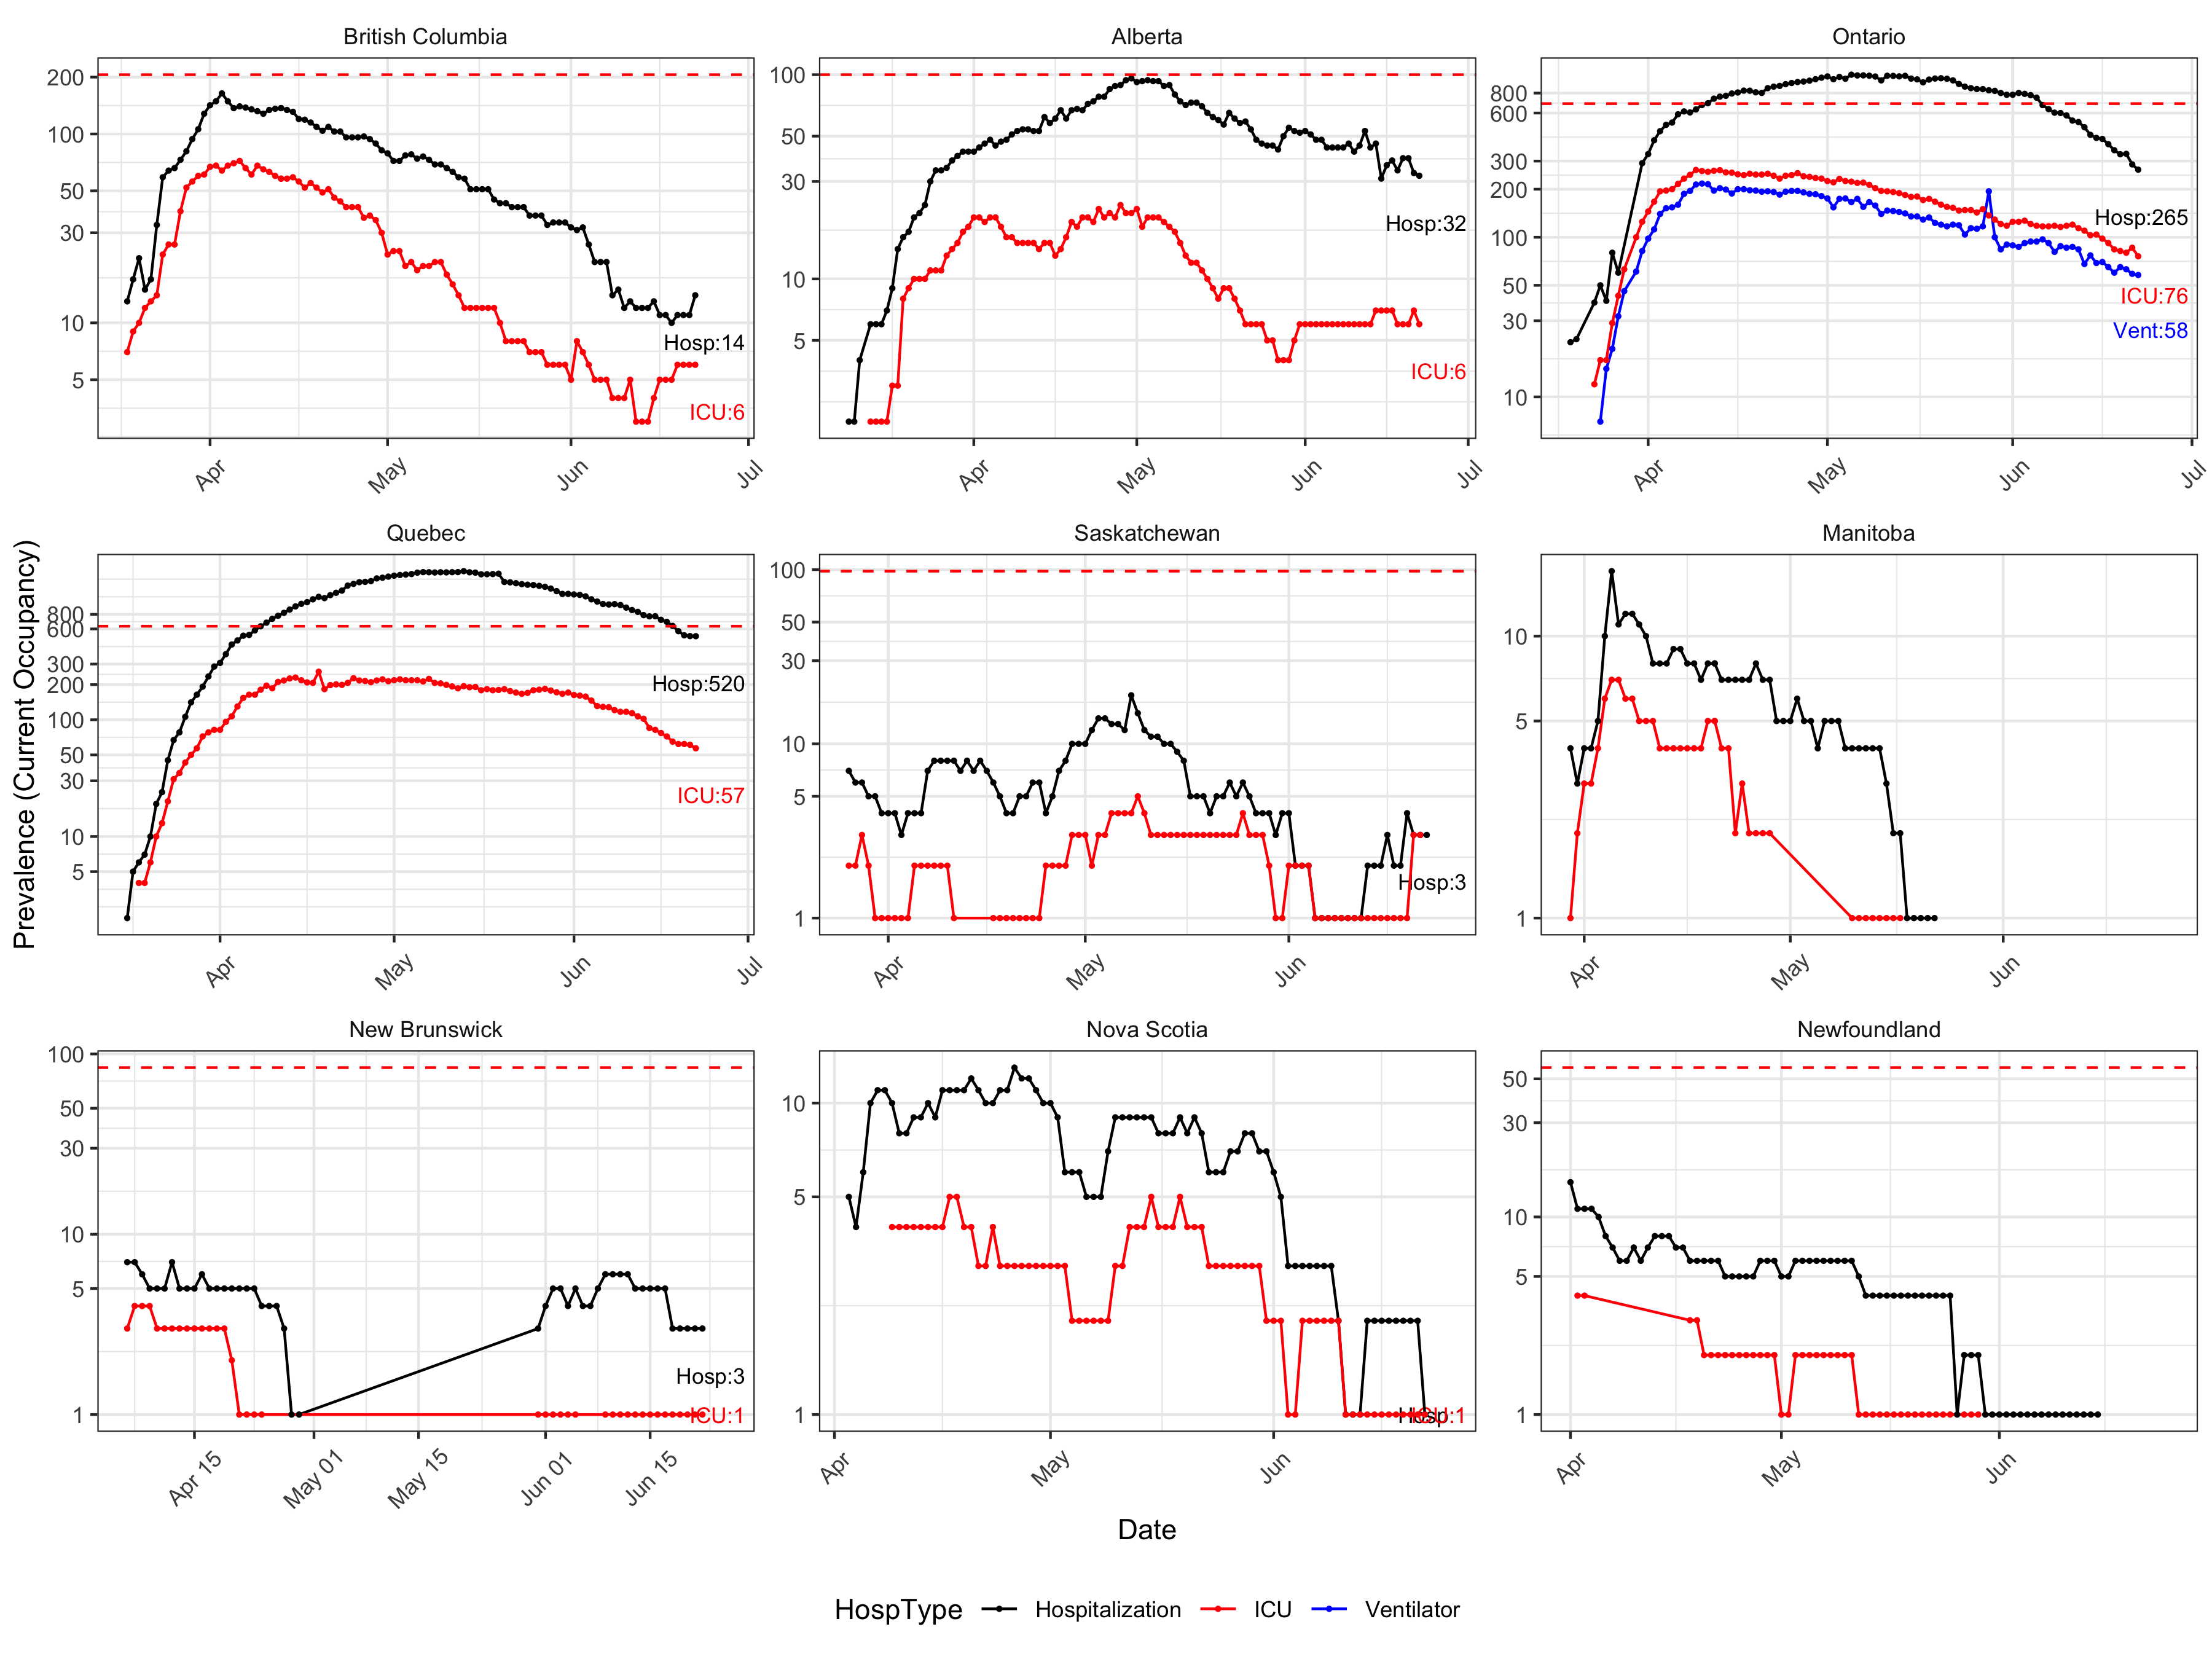 British Columbia
Alberta
Ontario
200
100
50
30
10
5
Hosp:14
ICU:6
Apr
May
Jun
Jul
100
50
30
10
5
Hosp:32
ICU:6
Apr
May
Jun
Jul
800
600
300
200
100
50
30
10
Hosp:265
ICU:76
Vent:58
Apr
May
Jun
Jul
Prevalence (Current Occupancy)
Quebec
Saskatchewan
Manitoba
800
600
300
200
100
50
30
10
5
Hosp:520
ICU:57
Apr
May
Jun
Jul
100
50
30
10
5
1
Hosp:3
Apr
May
Jun
10
5
1
Apr
May
Jun
New Brunswick
Nova Scotia
Newfoundland
100
50
30
10
5
1
Hosp:3
ICU:1
Apr 15
May 01
May 15
Jun 01
Jun 15
10
5
1
ICU:1
Apr
May
Jun
50
30
10
5
1
Apr
May
Jun
Date
HospType
Hospitalization
ICU
Ventilator